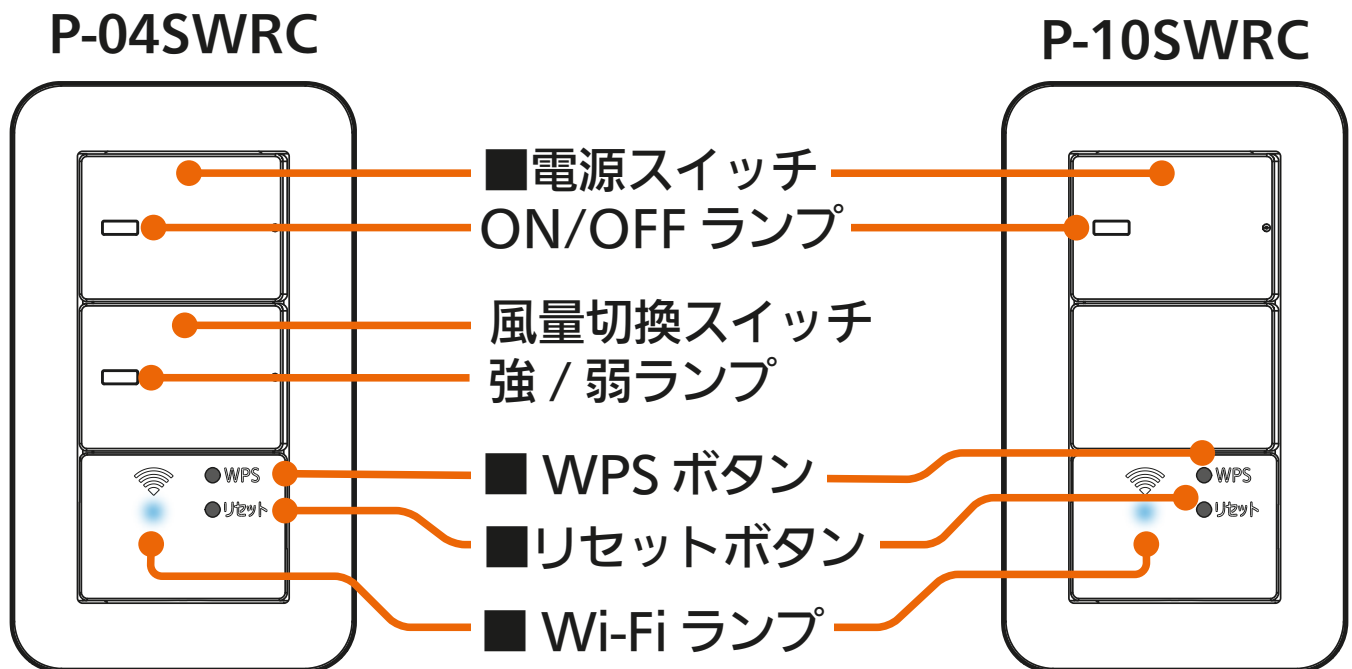 P-04SWRC
P-10SWRC
■電源スイッチ
ON/OFF ランプ
風量切換スイッチ
強 / 弱ランプ
■ WPS ボタン
■リセットボタン
■ Wi-Fi ランプ
●WPS
●リセット
●WPS
●リセット